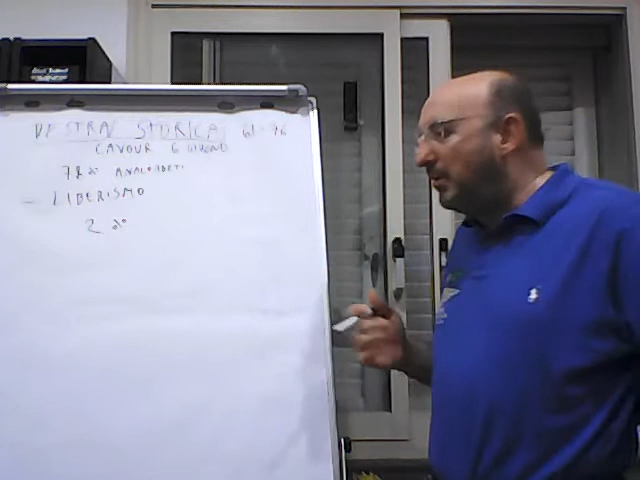 DESTRA STORICA 61-76
CAVOUR 6 GIUGNO
78% ANALFABETI
- LIBERISMO
2 %